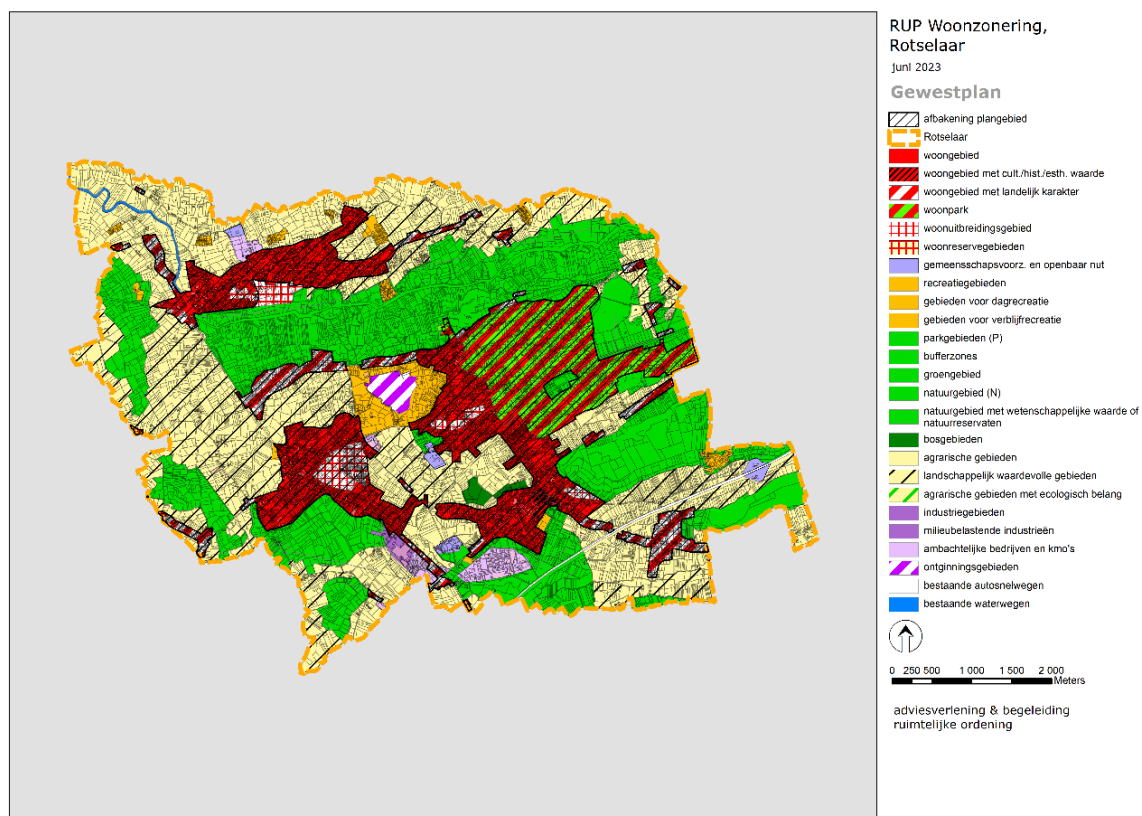 RUP Woonzonering,
Rotselaar
juni 2023
Gewestplan
afbakening plangebied
Rotselaar
woongebied
woongebied met cult./hist./esth. waarde
woongebied met landelijk karakter
woonpark
woonuitbreidingsgebied
woonreservegebieden
gemeenschapsvoorz. en openbaar nut
recreatiegebieden
gebieden voor dagrecreatie
gebieden voor verblijfrecreatie
parkgebieden (P)
bufferzones
groengebied
natuurgebied (N)
natuurgebied met wetenschappelijke waarde of
natuurreservaten
bosgebieden
agrarische gebieden
landschappelijk waardevolle gebieden
agrarische gebieden met ecologisch belang
industriegebieden
milieubelastende industrieën
ambachtelijke bedrijven en kmo's
ontginningsgebieden
bestaande autosnelwegen
bestaande waterwegen
0 250 500 1 000 1 500 2 000
Meters
adviesverlening & begeleiding
ruimtelijke ordening